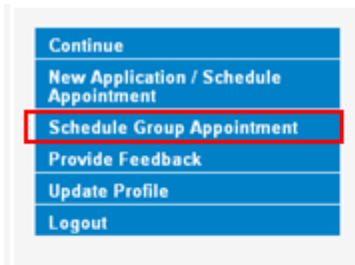 Continue
New Application / Schedule
Appointment
Schedule Group Appointment
Provide Feedback
Update Profile
Logout